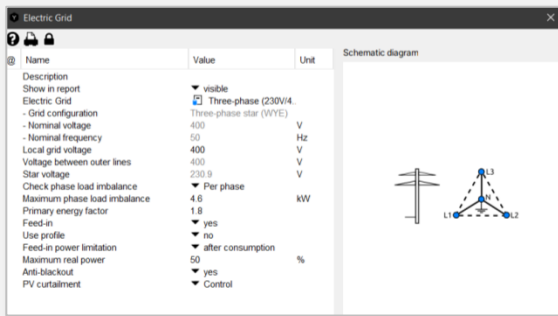 Electric Grid
@ Name Value Unit Schematic diagram
Description
Show in report visible
Electric Grid Three-phase (230V/4..
- Grid configuration Three-phase star (WYE)
- Nominal voltage 400 V
- Nominal frequency 50 Hz
Local grid voltage 400 V
Voltage between outer lines 400 V
Star voltage 230.9 V
Check phase load imbalance Per phase
Maximum phase load imbalance 4.6 kW
Primary energy factor 1.8
Feed-in yes
Use profile no
Feed-in power limitation after consumption
Maximum real power 50 %
Anti-blackout yes
PV curtailment Control
L3
N
L1 L2